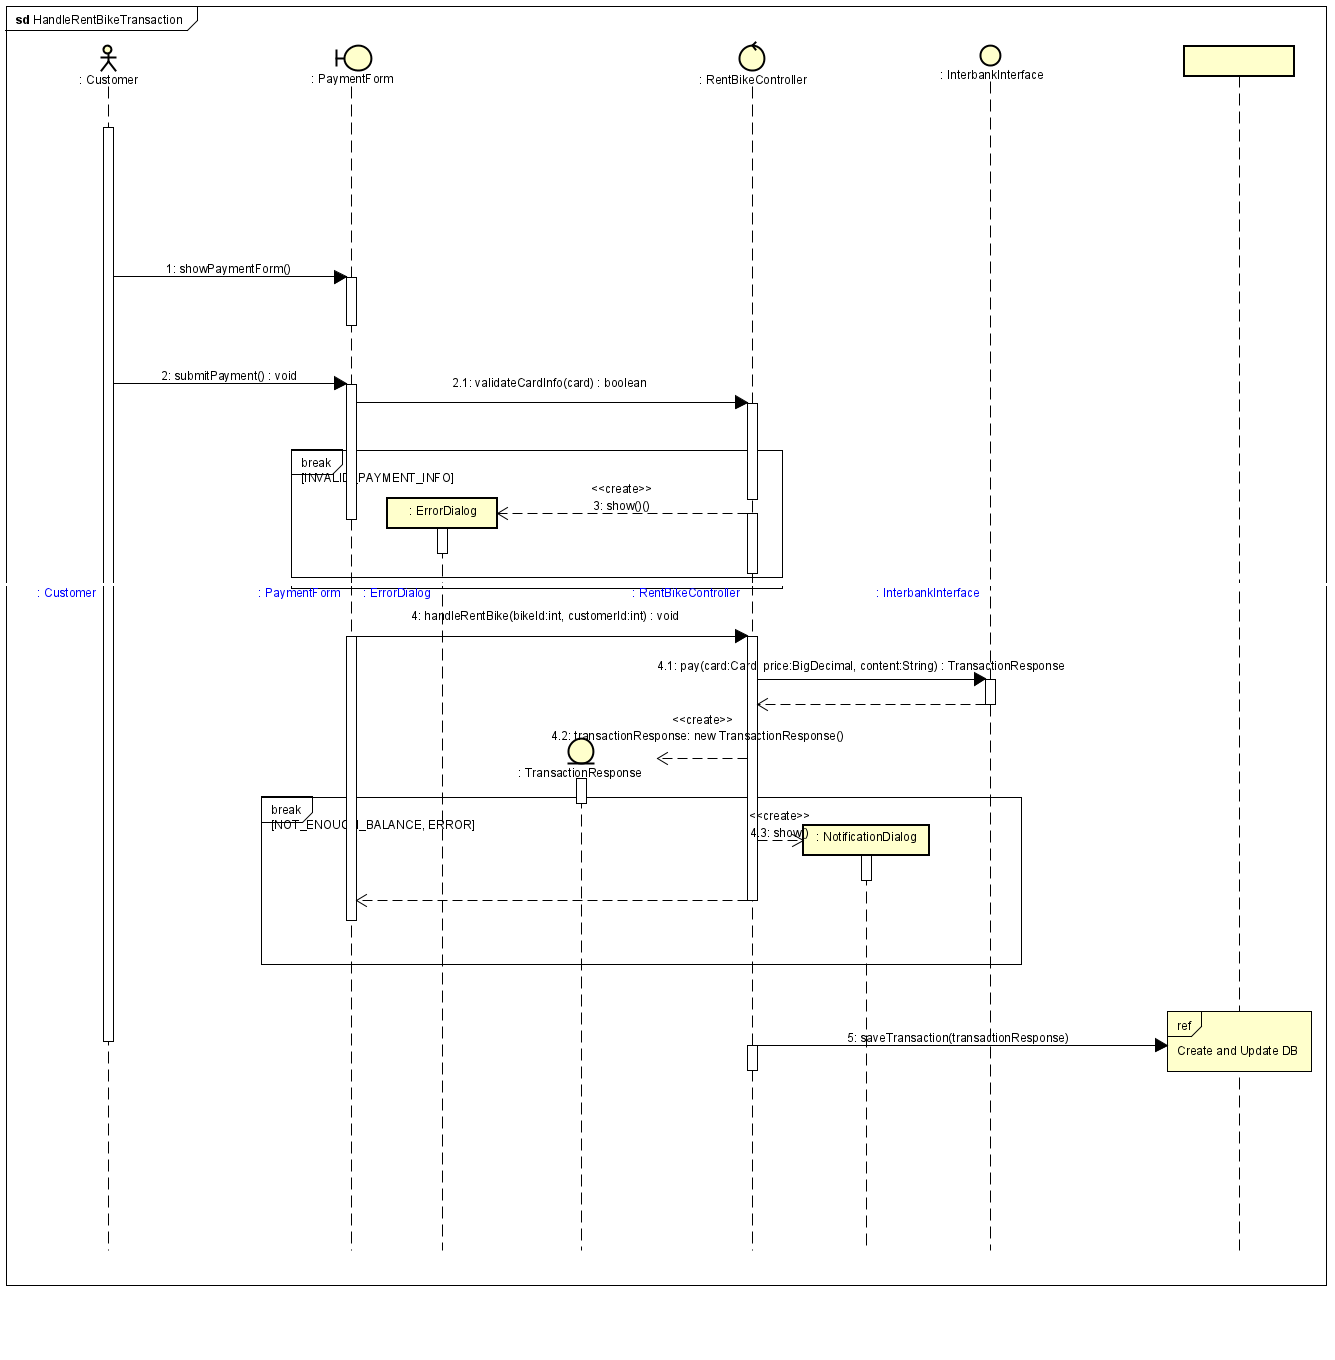 sd HandleRentBikeTransaction
: Customer
: PaymentForm
: RentBikeController
: InterbankInterface
1: showPaymentForm()
2: submitPayment() : void
2.1: validateCardInfo(card) : boolean
break
[INVALID_PAYMENT_INFO]
<<create>>
3: show()()
: ErrorDialog
: Customer
: PaymentForm
: ErrorDialog
: RentBikeController
: InterbankInterface
4: handleRentBike(bikeId:int, customerId:int) : void
4.1: pay(card:Card, price:BigDecimal, content:String) : TransactionResponse
<<create>>
4.2: transactionResponse: new TransactionResponse()
: TransactionResponse
break
[NOT_ENOUGH_BALANCE, ERROR]
<<create>>
4.3: show()
: NotificationDialog
ref
5: saveTransaction(transactionResponse)
Create and Update DB